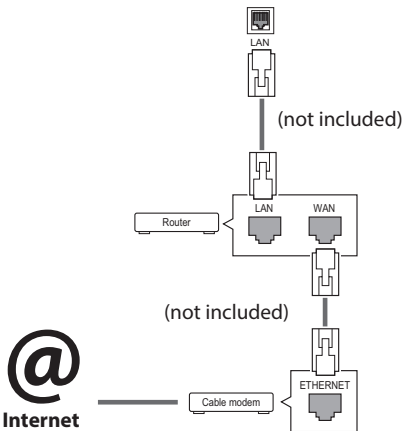 LAN
(not included)
LAN WAN
Router
(not included)
ETHERNET
Cable modem
@
Internet